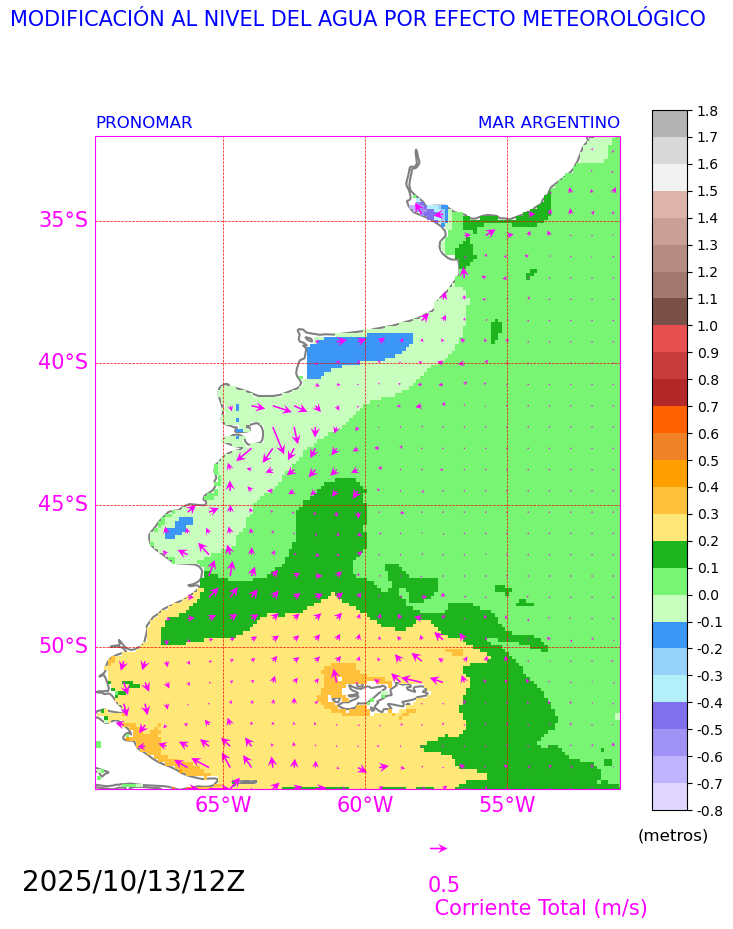 MODIFICACIÓN AL NIVEL DEL AGUA POR EFECTO METEOROLÓGICO
PRONOMAR
MAR ARGENTINO
1.8
1.7
1.6
1.5
1.4
1.3
1.2
1.1
1.0
0.9
0.8
0.7
0.6
0.5
0.4
0.3
0.2
0.1
0.0
-0.1
-0.2
-0.3
-0.4
-0.5
-0.6
-0.7
-0.8
(metros)
35°S
40°S
45°S
50°S
65°W
60°W
55°W
2025/10/13/12Z
0.5
Corriente Total (m/s)